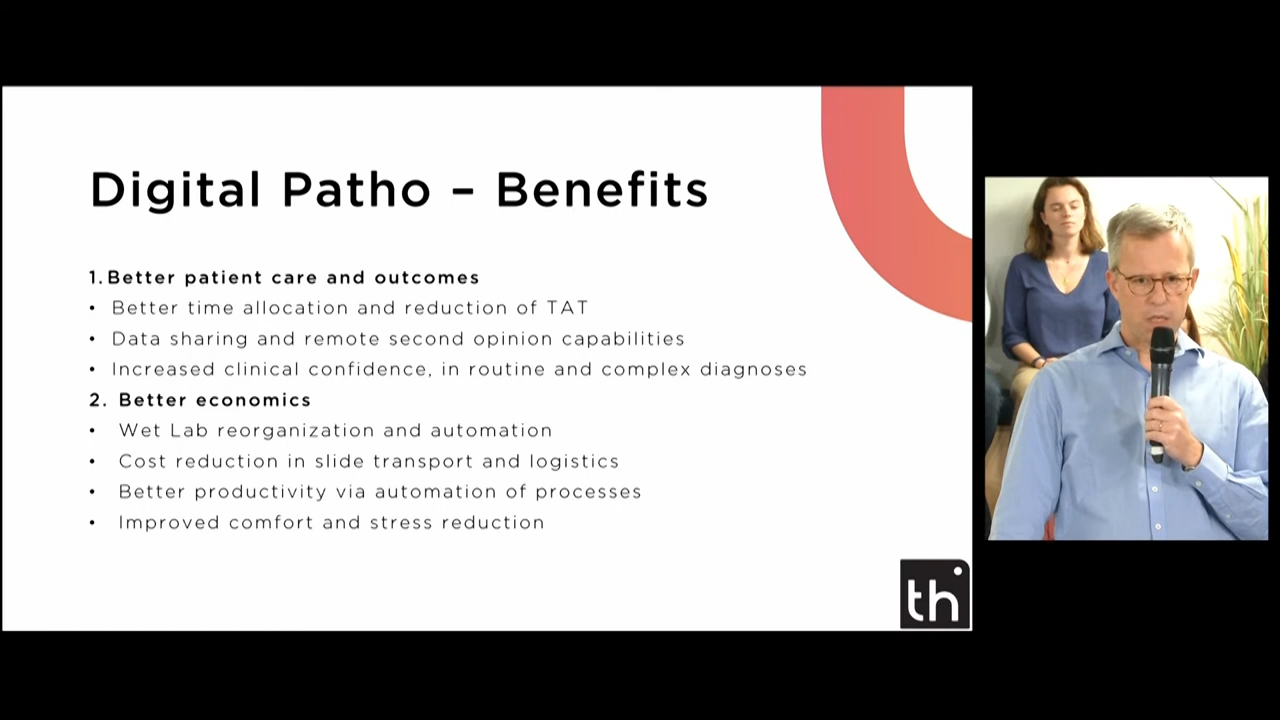 Digital Patho – Benefits
1. Better patient care and outcomes
• Better time allocation and reduction of TAT
• Data sharing and remote second opinion capabilities
• Increased clinical confidence, in routine and complex diagnoses
2. Better economics
• Wet Lab reorganization and automation
• Cost reduction in slide transport and logistics
• Better productivity via automation of processes
• Improved comfort and stress reduction
th